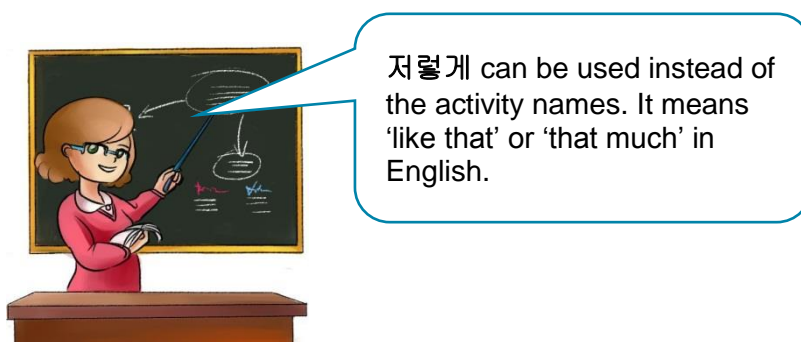 저렇게 can be used instead of
the activity names. It means
‘like that’ or ‘that much’ in
English.